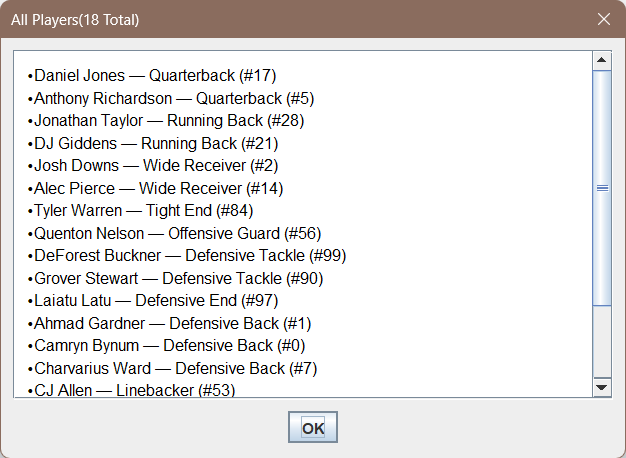 All Players(18 Total)
•Daniel Jones — Quarterback (#17)
•Anthony Richardson — Quarterback (#5)
•Jonathan Taylor — Running Back (#28)
•DJ Giddens — Running Back (#21)
•Josh Downs — Wide Receiver (#2)
•Alec Pierce — Wide Receiver (#14)
•Tyler Warren — Tight End (#84)
•Quenton Nelson — Offensive Guard (#56)
•DeForest Buckner — Defensive Tackle (#99)
•Grover Stewart — Defensive Tackle (#90)
•Laiatu Latu — Defensive End (#97)
•Ahmad Gardner — Defensive Back (#1)
•Camryn Bynum — Defensive Back (#0)
•Charvarius Ward — Defensive Back (#7)
•CJ Allen — Linebacker (#53)
OK